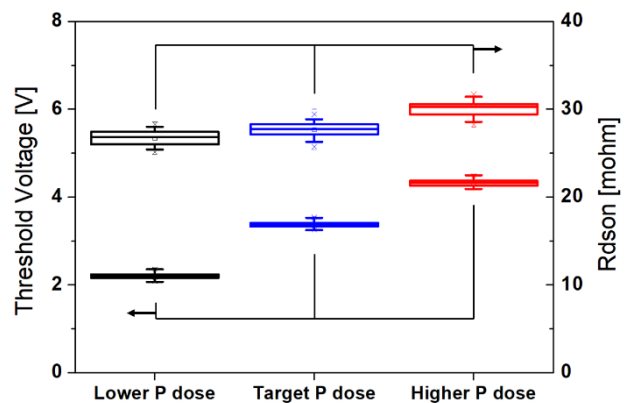 Threshold Voltage [V]
8
6
4
2
0
40
30
20
10
0
Rdson [mohm]
Lower P dose
Target P dose
Higher P dose